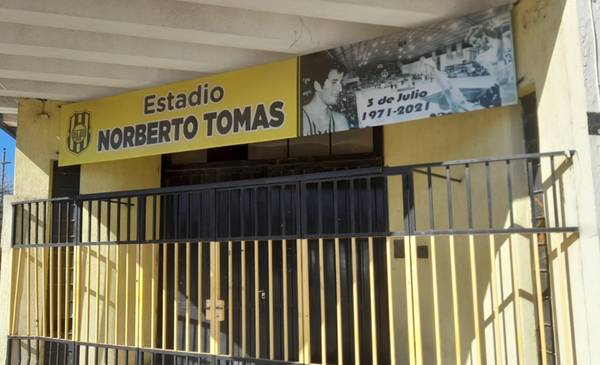 Estadio
NORBERTO TOMAS
3 de Julio
1971-2021